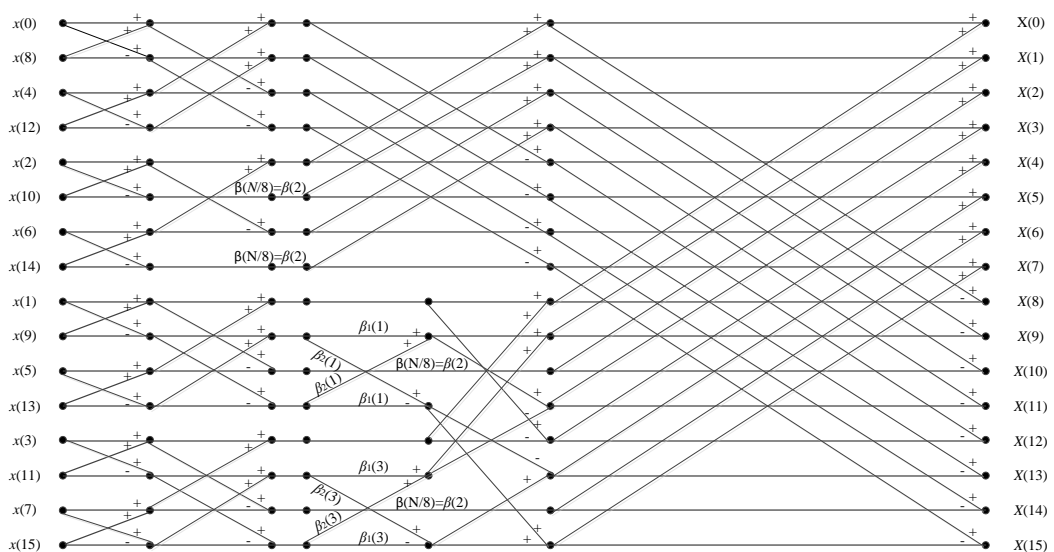 x(0) + + + + X(0)
+ +
x(8) + + X(1)
- +
x(4) + + + X(2)
+ -
x(12) + + X(3)
- -
x(2) + + + X(4)
+ -
x(10) + β(N/8)=β(2) - + X(5)
-
x(6) + - + X(6)
+ -
x(14) + β(N/8)=β(2) - + X(7)
-
x(1) + + + X(8)
+ -
x(9) + β₁(1) + + X(9)
- + -
x(5) + β₂(1) β(N/8)=β(2) X(10)
+ - β₂(1) -
x(13) + - β₁(1) - + X(11)
- -
x(3) + + - X(12)
+ -
x(11) + β₁(3) + - X(13)
- + -
x(7) + - β₂(3) β(N/8)=β(2) X(14)
+ β₂(3) -
x(15) + - β₁(3) - + + X(15)
- -